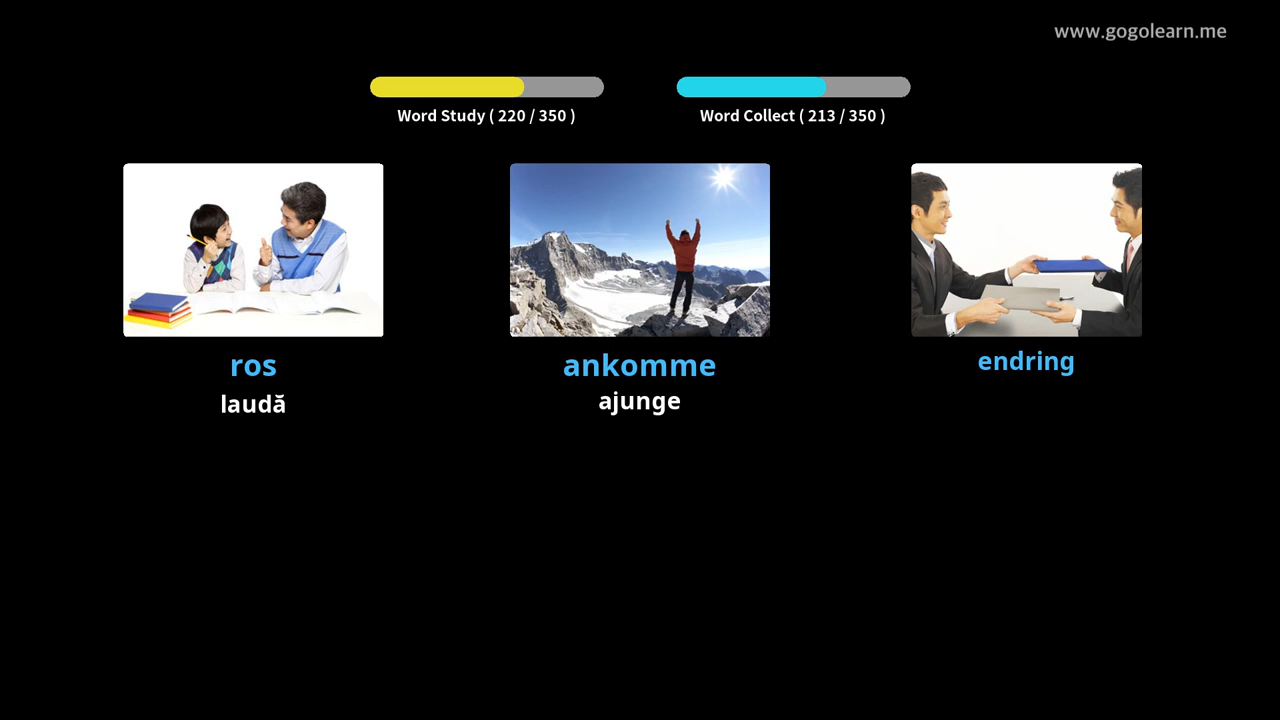 www.gogolearn.me
Word Study ( 220 / 350 )
Word Collect ( 213 / 350 )
ros
laudă
ankomme
ajunge
endring